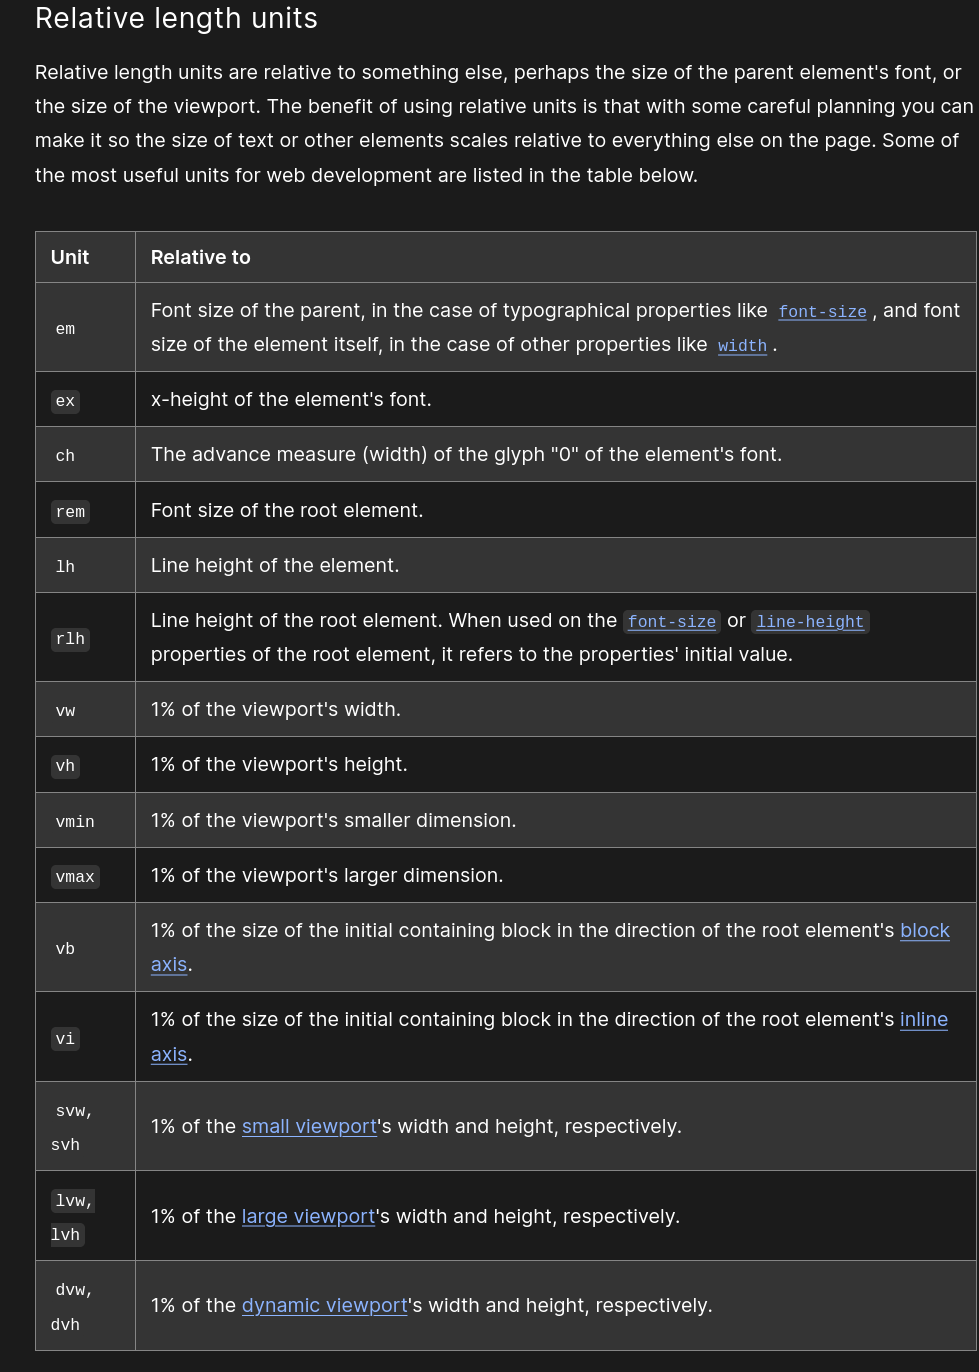 Relative length units
Relative length units are relative to something else, perhaps the size of the parent element's font, or
the size of the viewport. The benefit of using relative units is that with some careful planning you can
make it so the size of text or other elements scales relative to everything else on the page. Some of
the most useful units for web development are listed in the table below.
Unit Relative to
em Font size of the parent, in the case of typographical properties like font-size , and font
size of the element itself, in the case of other properties like width .
ex x-height of the element's font.
ch The advance measure (width) of the glyph "0" of the element's font.
rem Font size of the root element.
lh Line height of the element.
rlh Line height of the root element. When used on the font-size or line-height
properties of the root element, it refers to the properties' initial value.
vw 1% of the viewport's width.
vh 1% of the viewport's height.
vmin 1% of the viewport's smaller dimension.
vmax 1% of the viewport's larger dimension.
vb 1% of the size of the initial containing block in the direction of the root element's block
axis.
vi 1% of the size of the initial containing block in the direction of the root element's inline
axis.
svw,
svh 1% of the small viewport's width and height, respectively.
lvw,
lvh 1% of the large viewport's width and height, respectively.
dvw,
dvh 1% of the dynamic viewport's width and height, respectively.